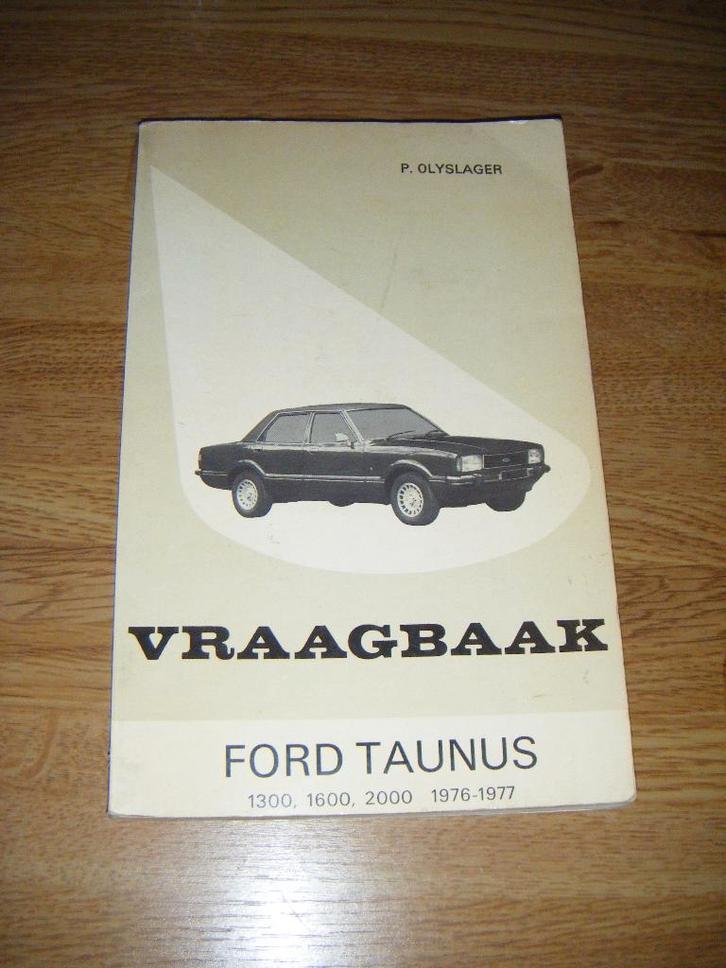 P. OLYSLAGER
VRAAGBAAK
FORD TAUNUS
1300, 1600, 2000 1976-1977